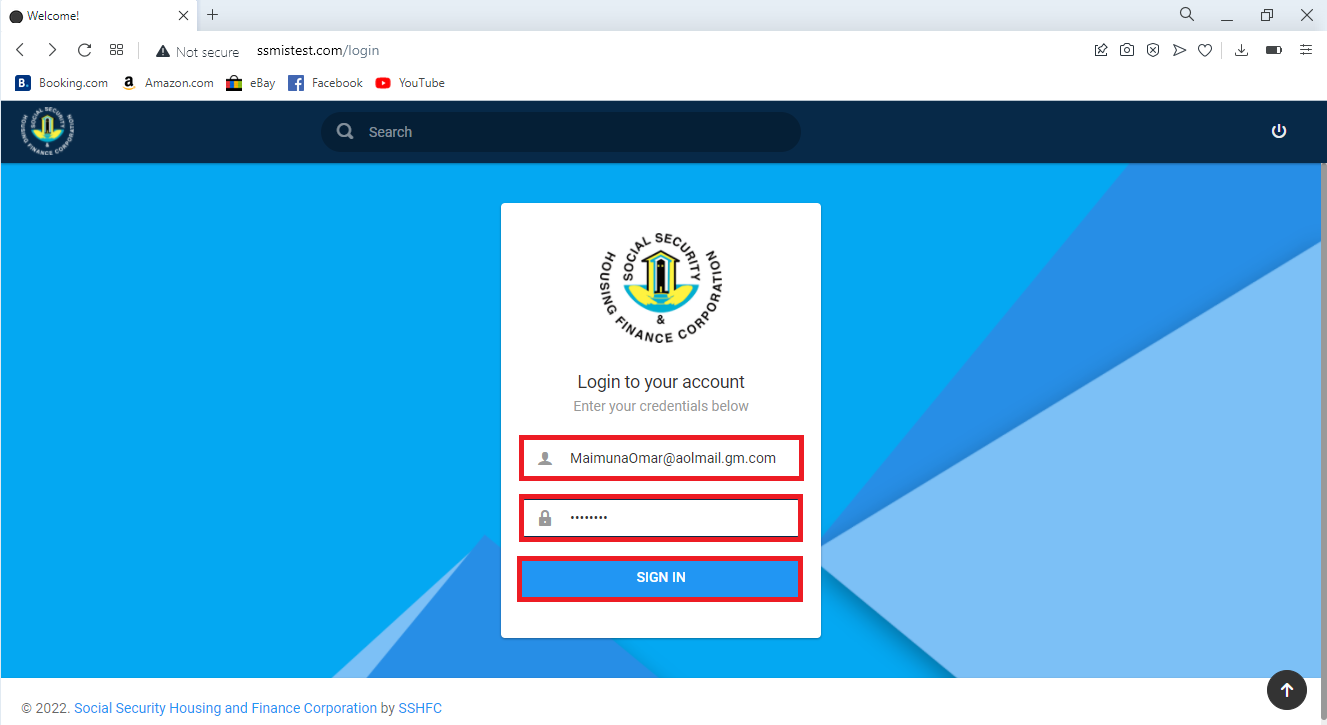 Welcome!
Not secure ssmistest.com/login
Booking.com Amazon.com eBay Facebook YouTube
SOCIAL SECURITY
HOUSING FINANCE CORPORATION
Search
SOCIAL SECURITY
&
HOUSING FINANCE CORPORATION
Login to your account
Enter your credentials below
MaimunaOmar@aolmail.gm.com
••••••••
SIGN IN
© 2022. Social Security Housing and Finance Corporation by SSHFC